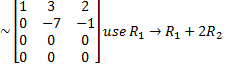 ~ [1 3 2
0 -7 -1
0 0 0
0 0 0] use R₁ → R₁ + 2R₂